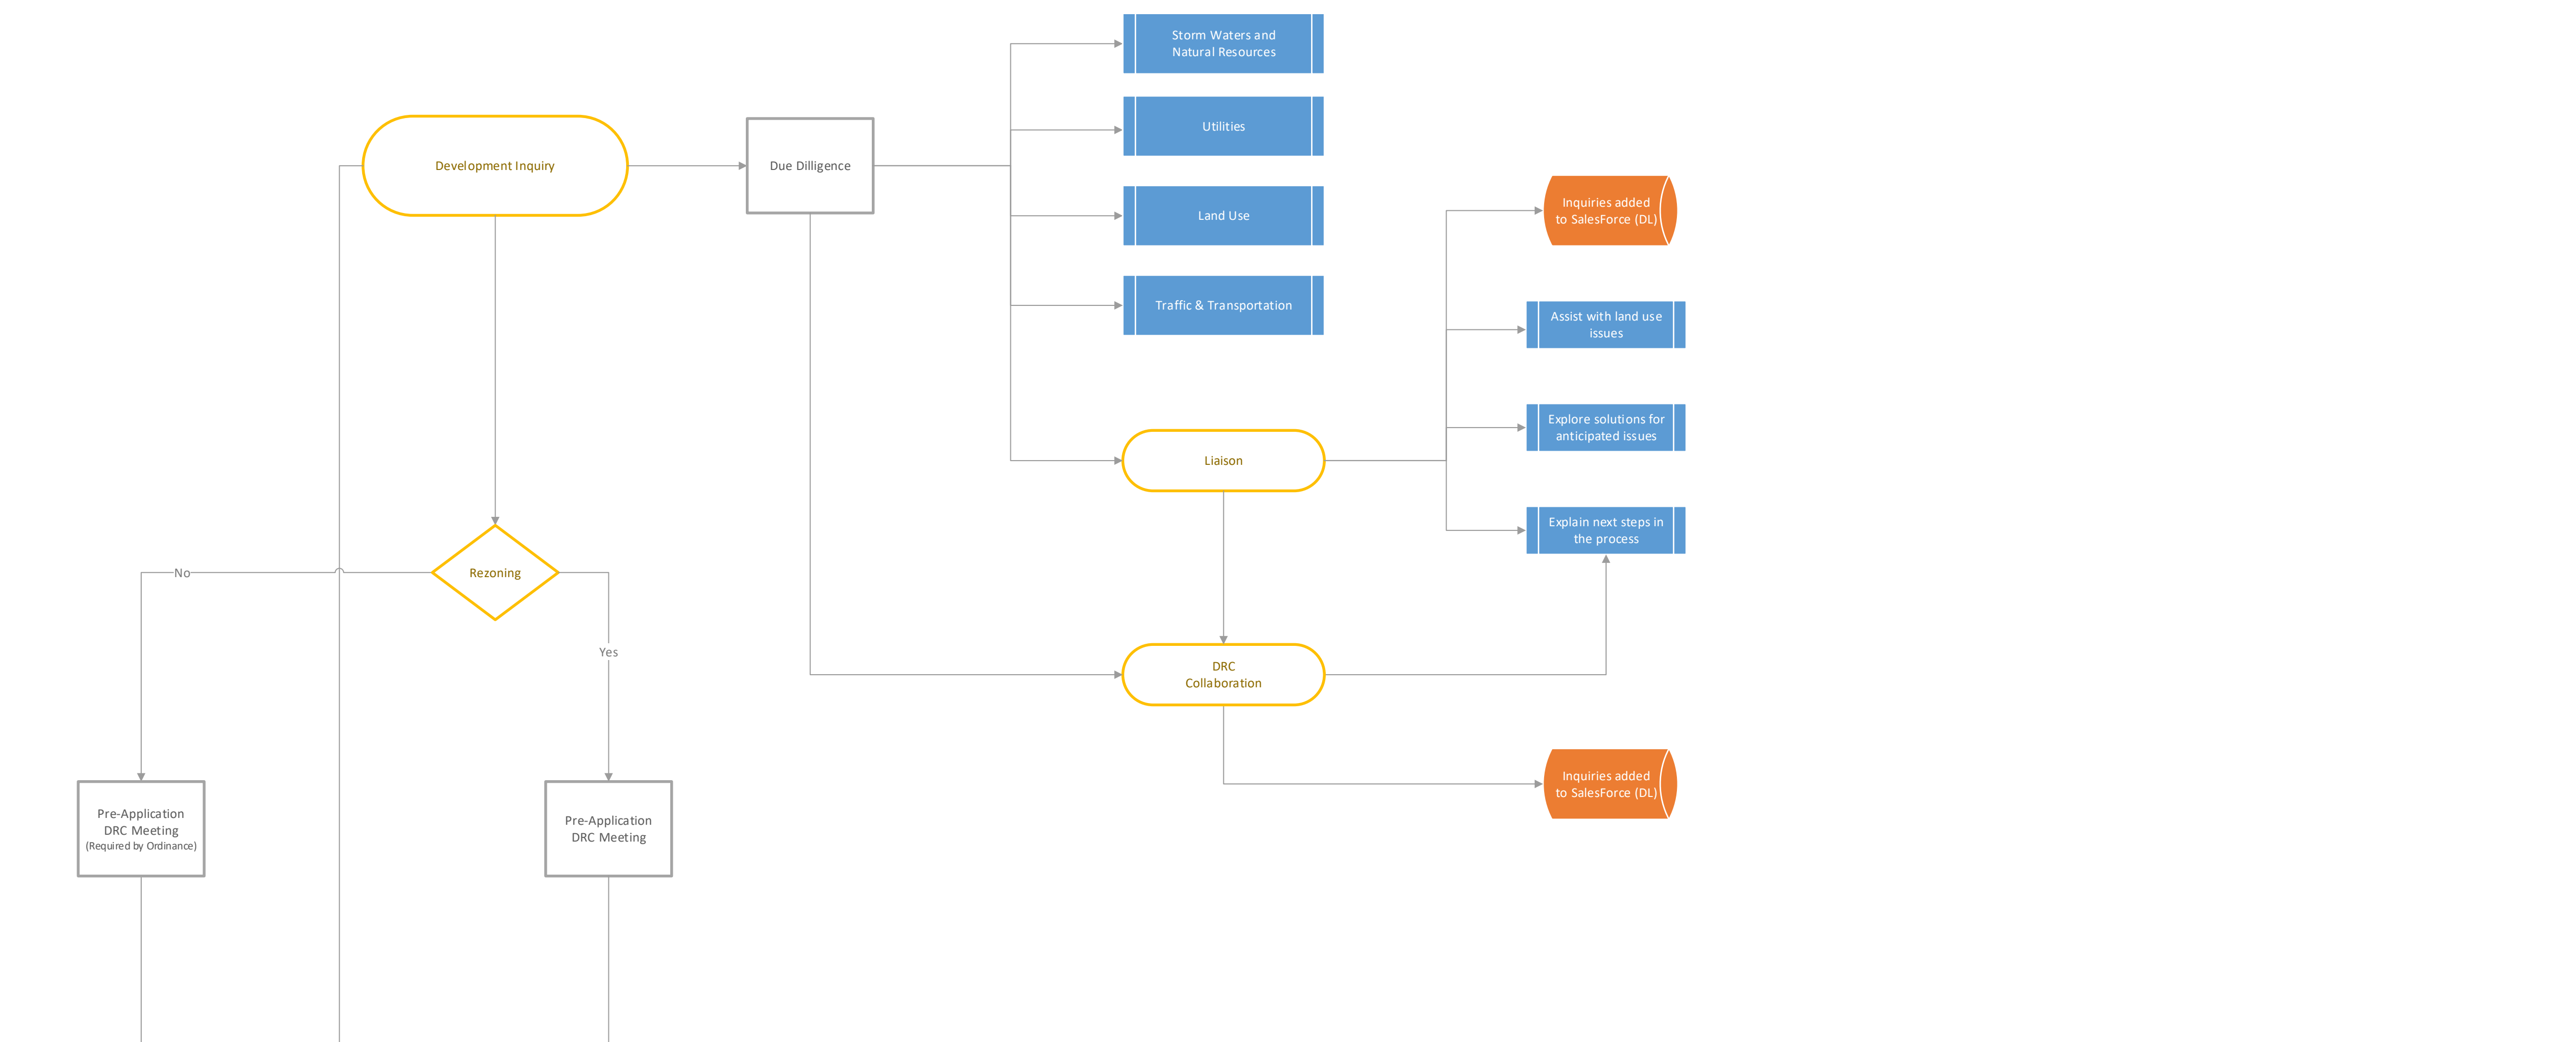 Storm Waters and
Natural Resources
Utilities
Development Inquiry
Due Dilligence
Land Use
Inquiries added
to SalesForce (DL)
Traffic & Transportation
Assist with land use
issues
Explore solutions for
anticipated issues
Liaison
Explain next steps in
the process
No
Rezoning
Yes
DRC
Collaboration
Inquiries added
to SalesForce (DL)
Pre-Application
DRC Meeting
(Required by Ordinance)
Pre-Application
DRC Meeting